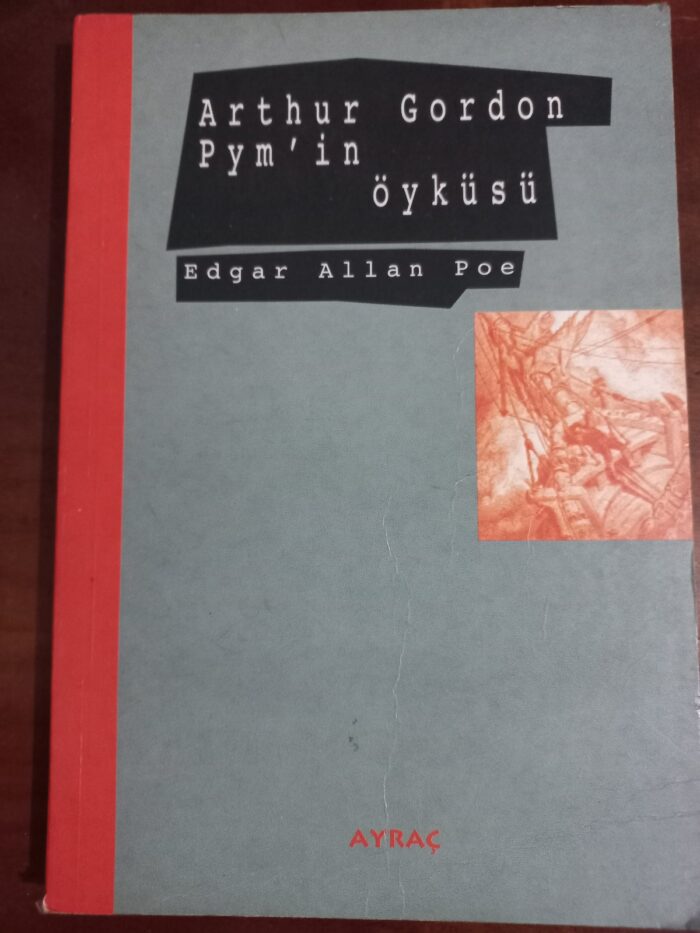 Arthur Gordon
Pym'in
öyküsü
Edgar Allan Poe
AYRAÇ